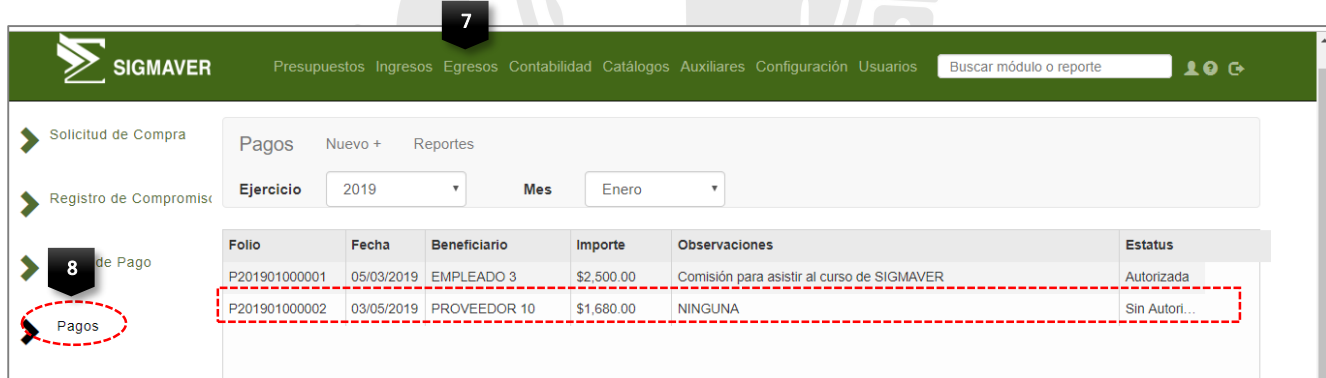 7
SIGMAVER Presupuestos Ingresos Egresos Contabilidad Catálogos Auxiliares Configuración Usuarios Buscar módulo o reporte
Solicitud de Compra
Registro de Compromiso
8 de Pago
Pagos
Pagos Nuevo + Reportes
Ejercicio 2019 Mes Enero
Folio Fecha Beneficiario Importe Observaciones Estatus
P201901000001 05/03/2019 EMPLEADO 3 $2,500.00 Comisión para asistir al curso de SIGMAVER Autorizada
P201901000002 03/05/2019 PROVEEDOR 10 $1,680.00 NINGUNA Sin Autori...